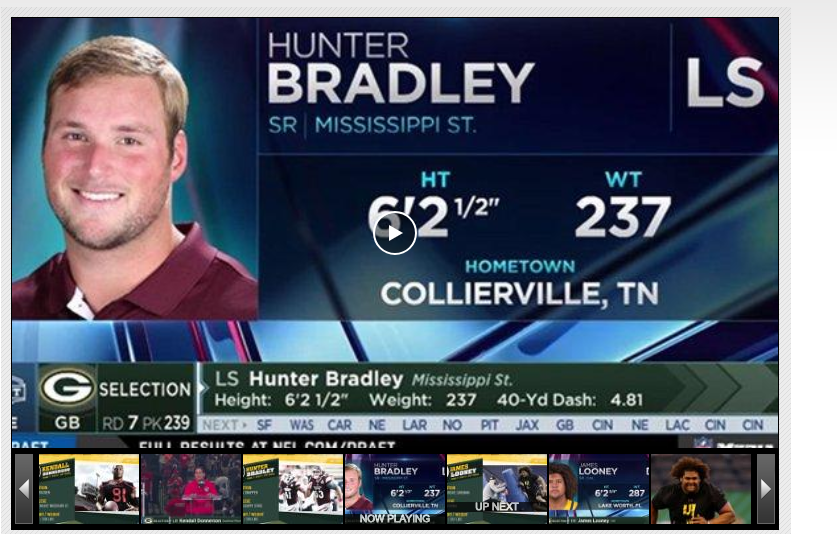 HUNTER
BRADLEY
LS
SR | MISSISSIPPI ST.
HT
WT
6'2 1/2"
237
HOMETOWN
COLLIERVILLE, TN
G
SELECTION
LS Hunter Bradley Mississippi St.
Height: 6'2 1/2" Weight: 237 40-Yd Dash: 4.81
GB RD 7 PK 239
NEXT SF WAS CAR NE LAR NO PIT JAX GB CIN NE LAC CIN CIN
FULL RESULTS AT NFL.COM/DRAFT
KENDALL
HUNTER
BRADLEY
HUNTER
BRADLEY
6'2 1/2" 237
COLLIERVILLE, TN
NOW PLAYING
JAMES
LOONEY
UP NEXT
JAMES
LOONEY
6'2 287
LAKE WORTH, FL